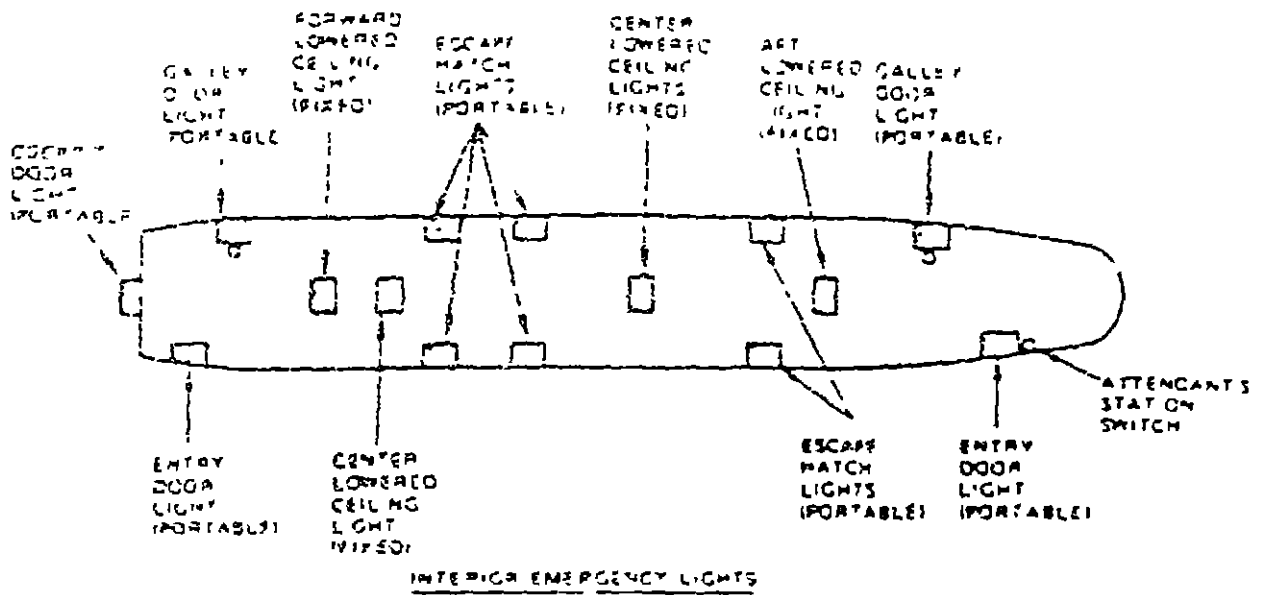 FORWARD
LOWERED
CEILING
LIGHT
(FIXED)
ESCAPE
HATCH
LIGHTS
(PORTABLE)
CENTER
LOWERED
CEILING
LIGHTS
(FIXED)
AFT
LOWERED
CEILING
LIGHT
(FIXED)
GALLEY
DOOR
LIGHT
(PORTABLE)
GALLEY
DOOR
LIGHT
(PORTABLE)
COCKPIT
DOOR
LIGHT
(PORTABLE)
ATTENDANT'S
STATION
SWITCH
ENTRY
DOOR
LIGHT
(PORTABLE)
CENTER
LOWERED
CEILING
LIGHT
(FIXED)
ESCAPE
HATCH
LIGHTS
(PORTABLE)
ENTRY
DOOR
LIGHT
(PORTABLE)
INTERIOR EMERGENCY LIGHTS